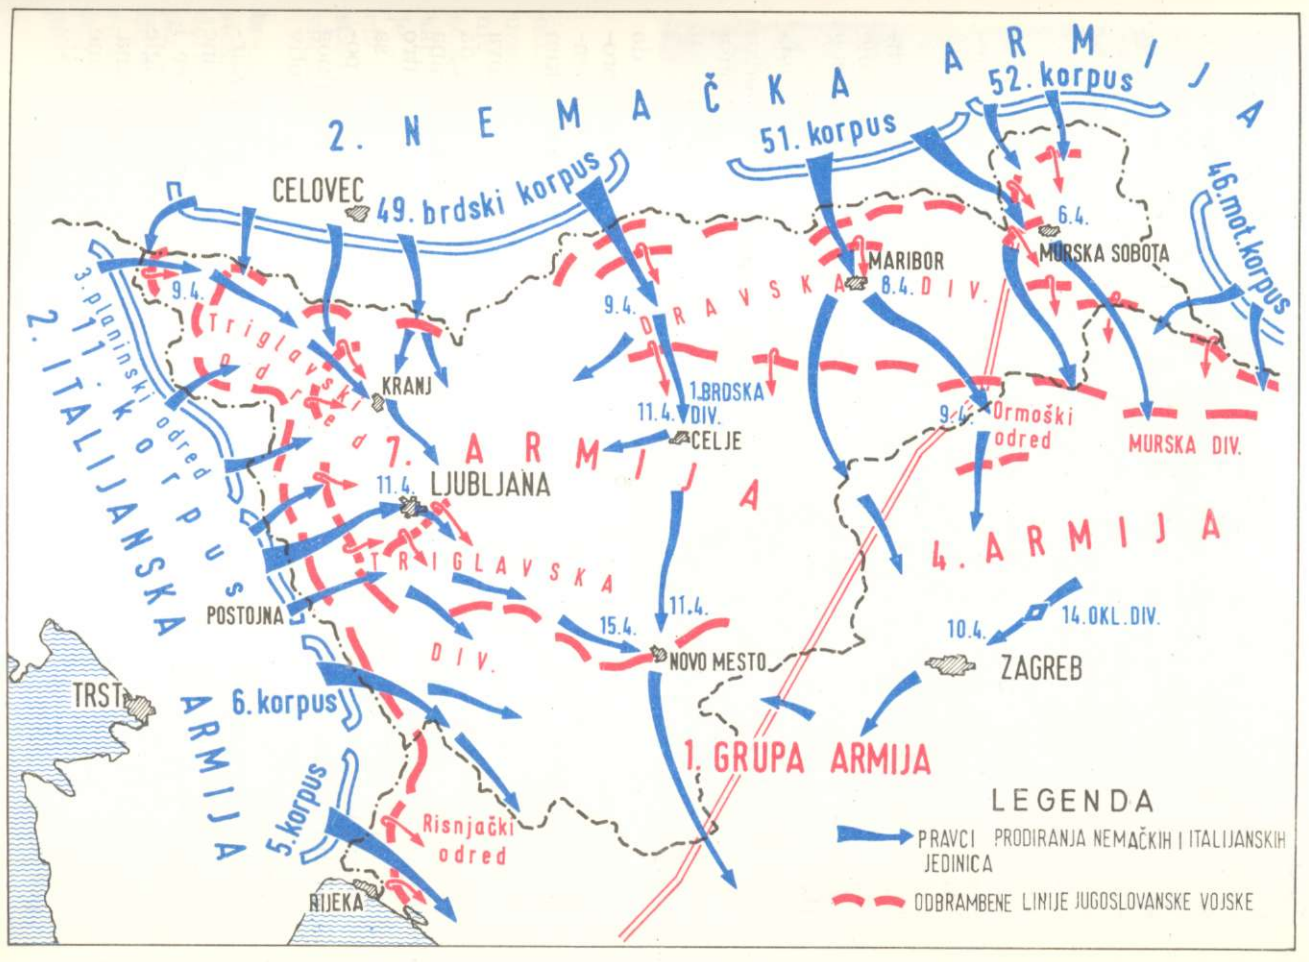 2. NEMAČKA ARMIJA
52. korpus
51. korpus
46.mot.korpus
CELOVEC
49. brdski korpus
6.4.
MURSKA SOBOTA
MARIBOR
8.4.
DRAVSKA DIV.
3. planinski odred
9.4.
9.4.
Triglavski
odred
2. ITALIJANSKA
11. korpus
KRANJ
1.BRDSKA
DIV.
11.4.
CELJE
9.4.
Ormoški
odred
MURSKA DIV.
7. ARMIJA
11.4.
LJUBLJANA
4. ARMIJA
TRIGLAVSKA
DIV.
POSTOJNA
15.4.
11.4.
NOVO MESTO
10.4.
14.OKL.DIV.
ZAGREB
TRST
ARMIJA
6. korpus
1. GRUPA ARMIJA
5.korpus
Risnjački
odred
RIJEKA
LEGENDA
PRAVCI PRODIRANJA NEMAČKIH I ITALIJANSKIH
JEDINICA
ODBRAMBENE LINIJE JUGOSLOVANSKE VOJSKE